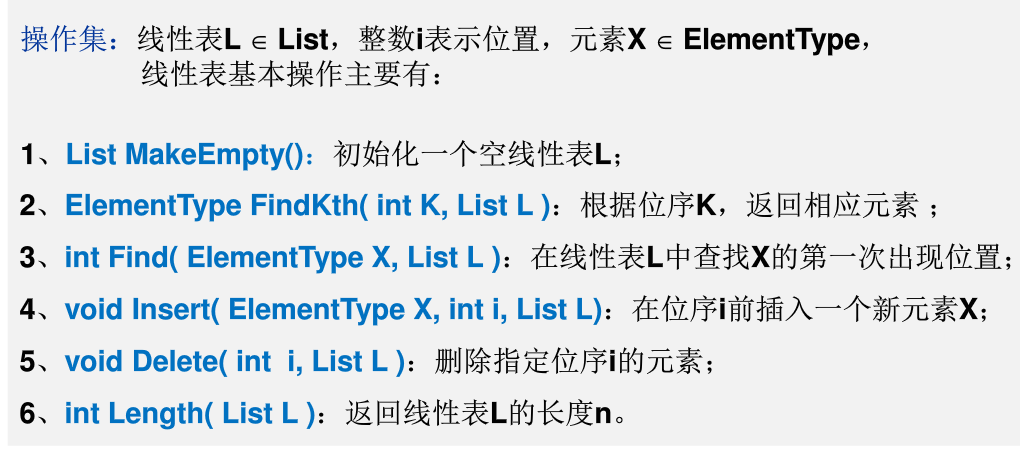 操作集：线性表L ∈ List，整数i表示位置，元素X ∈ ElementType，
线性表基本操作主要有：
1、List MakeEmpty()：初始化一个空线性表L；
2、ElementType FindKth( int K, List L )：根据位序K，返回相应元素 ；
3、int Find( ElementType X, List L )：在线性表L中查找X的第一次出现位置；
4、void Insert( ElementType X, int i, List L)：在位序i前插入一个新元素X；
5、void Delete( int i, List L )：删除指定位序i的元素；
6、int Length( List L )：返回线性表L的长度n。